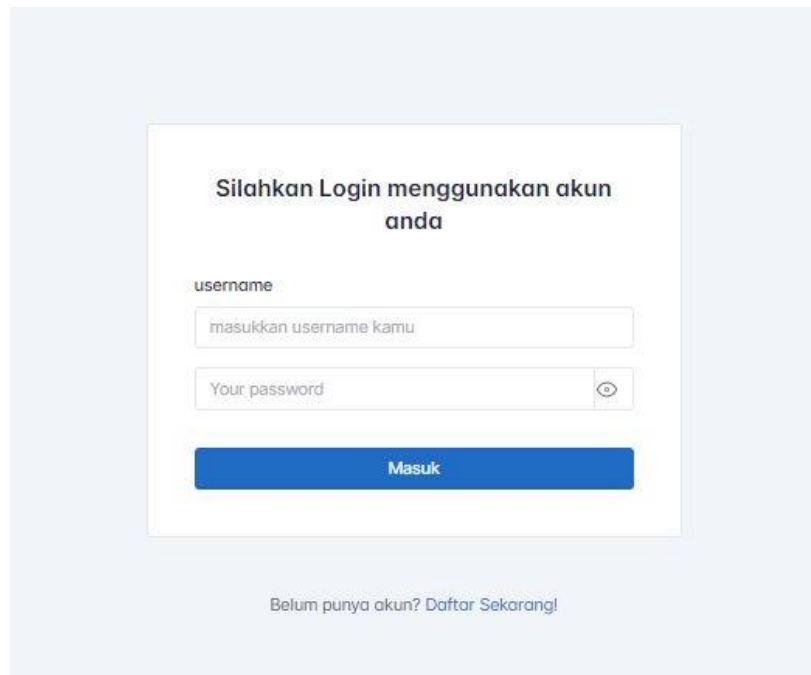 Silahkan Login menggunakan akun
anda
username
masukkan username kamu
Your password
Masuk
Belum punya akun? Daftar Sekarang!